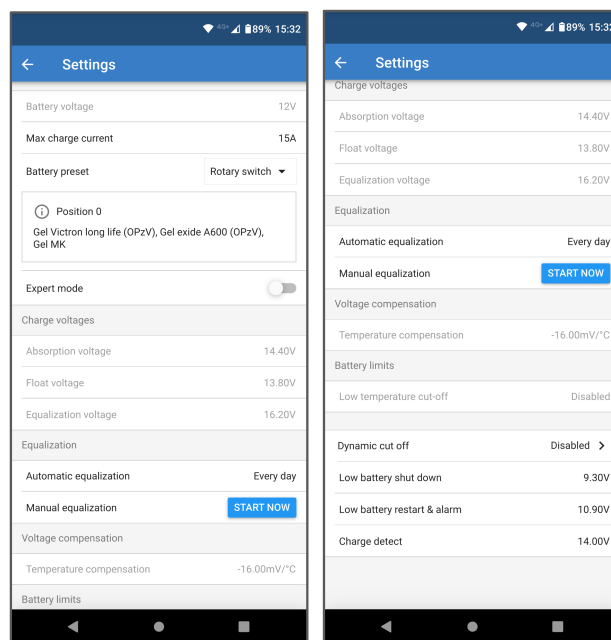 4G+ 89% 15:32
Settings
Battery voltage 12V
Max charge current 15A
Battery preset Rotary switch
Position 0
Gel Victron long life (OPzV), Gel exide A600 (OPzV),
Gel MK
Expert mode
Charge voltages
Absorption voltage 14.40V
Float voltage 13.80V
Equalization voltage 16.20V
Equalization
Automatic equalization Every day
Manual equalization START NOW
Voltage compensation
Temperature compensation -16.00mV/°C
Battery limits
4G+ 89% 15:32
Settings
Charge voltages
Absorption voltage 14.40V
Float voltage 13.80V
Equalization voltage 16.20V
Equalization
Automatic equalization Every day
Manual equalization START NOW
Voltage compensation
Temperature compensation -16.00mV/°C
Battery limits
Low temperature cut-off Disabled
Dynamic cut off Disabled
Low battery shut down 9.30V
Low battery restart & alarm 10.90V
Charge detect 14.00V